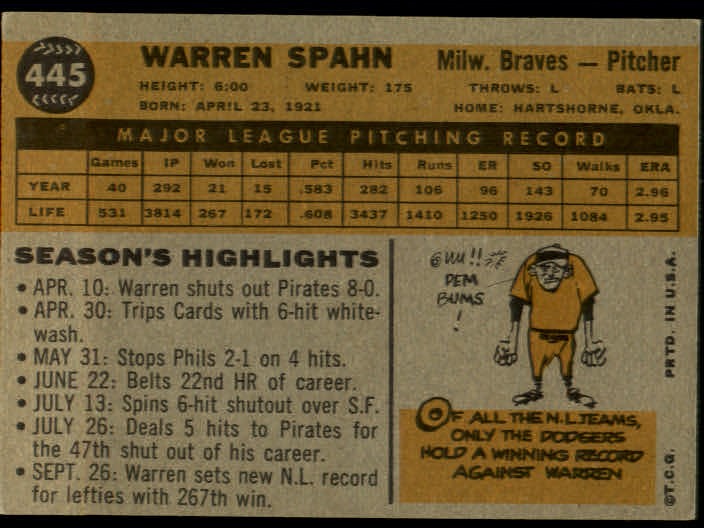 445
WARREN SPAHN Milw. Braves — Pitcher
HEIGHT: 6:00 WEIGHT: 175 THROWS: L BATS: L
BORN: APRIL 23, 1921 HOME: HARTSHORNE, OKLA.
MAJOR LEAGUE PITCHING RECORD
Games IP Won Lost Pct Hits Runs ER SO Walks ERA
YEAR 40 292 21 15 .583 282 106 96 143 70 2.96
LIFE 531 3814 267 172 .608 3437 1410 1250 1926 1084 2.95
SEASON'S HIGHLIGHTS
• APR. 10: Warren shuts out Pirates 8-0.
• APR. 30: Trips Cards with 6-hit white-
wash.
• MAY 31: Stops Phils 2-1 on 4 hits.
• JUNE 22: Belts 22nd HR of career.
• JULY 13: Spins 6-hit shutout over S.F.
• JULY 26: Deals 5 hits to Pirates for
the 47th shut out of his career.
• SEPT. 26: Warren sets new N.L. record
for lefties with 267th win.
DEM
BUMS
!
OF ALL THE N.L. TEAMS,
ONLY THE DODGERS
HOLD A WINNING RECORD
AGAINST WARREN
PRTD. IN U.S.A.
©T.C.G.